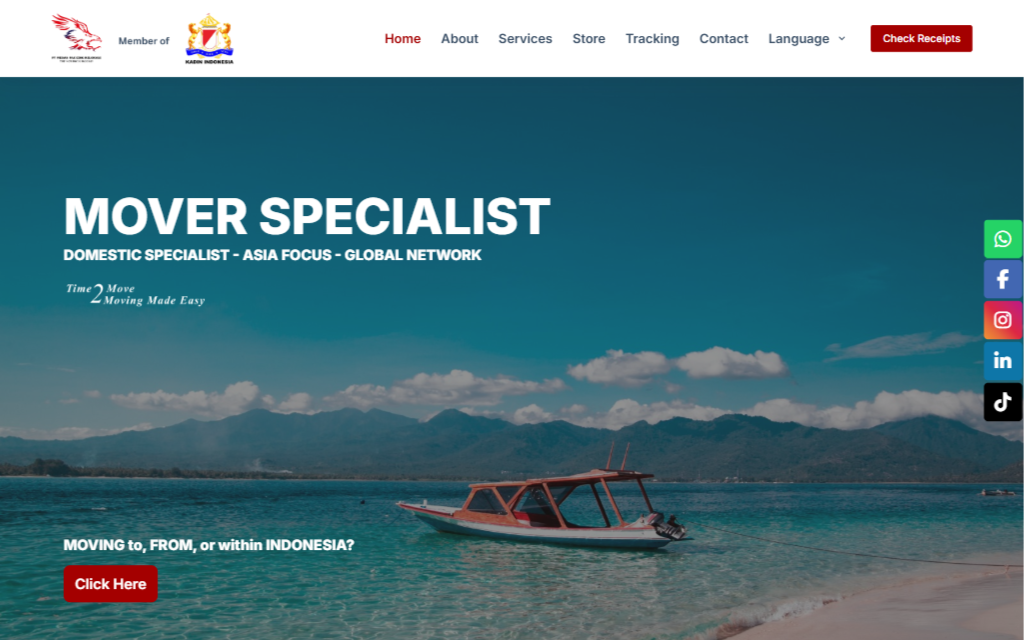 Member of
KADIN INDONESIA
Home
About
Services
Store
Tracking
Contact
Language
Check Receipts
MOVER SPECIALIST
DOMESTIC SPECIALIST - ASIA FOCUS - GLOBAL NETWORK
Time 2 Move
Moving Made Easy
MOVING to, FROM, or within INDONESIA?
Click Here